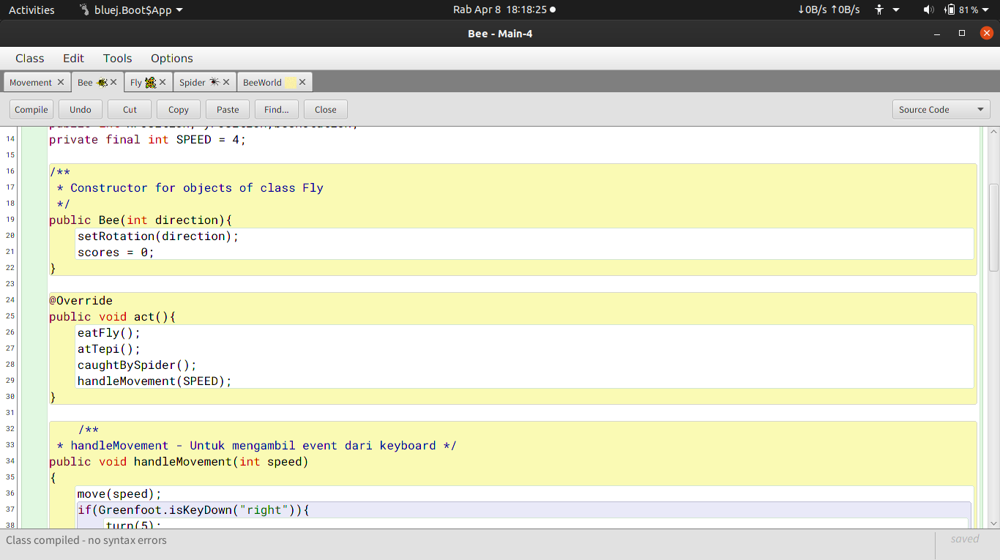 Activities bluej.Boot$App Rab Apr 8 18:18:25 ↓0B/s ↑0B/s 81%
Bee - Main-4
Class Edit Tools Options
Movement Bee Fly Spider BeeWorld
Compile Undo Cut Copy Paste Find... Close Source Code
14 private final int SPEED = 4;
15
16 /**
17 * Constructor for objects of class Fly
18 */
19 public Bee(int direction){
20 setRotation(direction);
21 scores = 0;
22 }
23
24 @Override
25 public void act(){
26 eatFly();
27 atTepi();
28 caughtBySpider();
29 handleMovement(SPEED);
30 }
31
32 /**
33 * handleMovement - Untuk mengambil event dari keyboard */
34 public void handleMovement(int speed)
35 {
36 move(speed);
37 if(Greenfoot.isKeyDown("right")){
38 turn(5);
Class compiled - no syntax errors saved